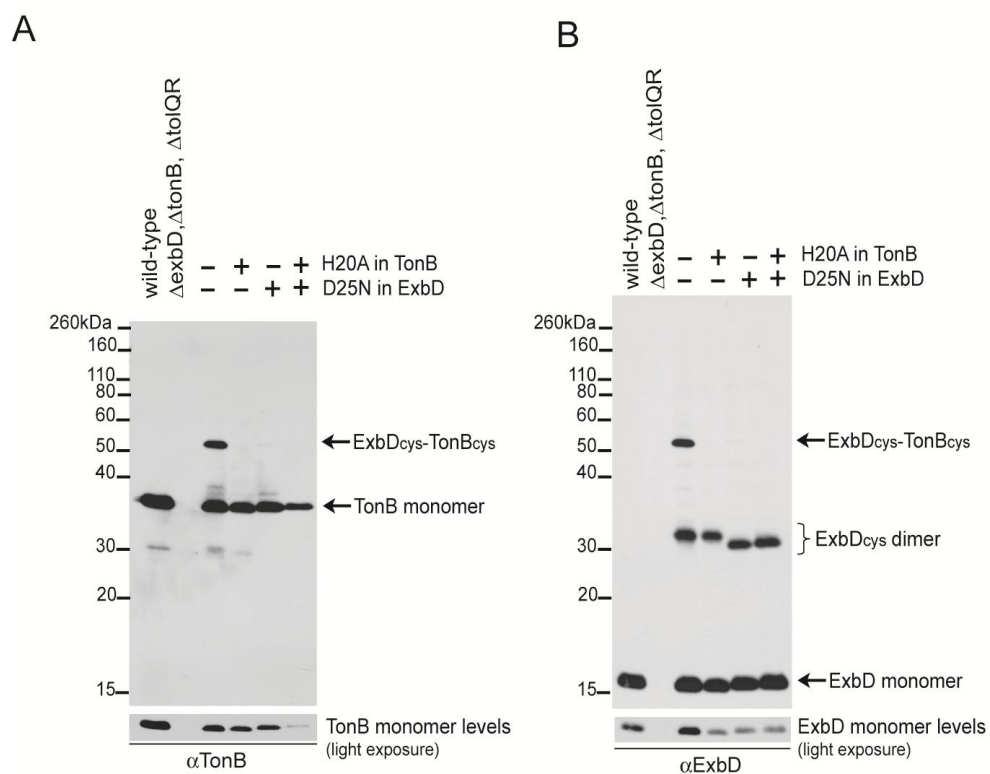 A
wild-type
ΔexbD,ΔtonB, ΔtolQR
– + – + H20A in TonB
– – + + D25N in ExbD
260kDa
160
110
80
60
50
40
30
20
15
ExbDcys-TonBcys
TonB monomer
TonB monomer levels
(light exposure)
αTonB
B
wild-type
ΔexbD,ΔtonB, ΔtolQR
– + – + H20A in TonB
– – + + D25N in ExbD
260kDa
160
110
80
60
50
40
30
20
15
ExbDcys-TonBcys
ExbDcys dimer
ExbD monomer
ExbD monomer levels
(light exposure)
αExbD